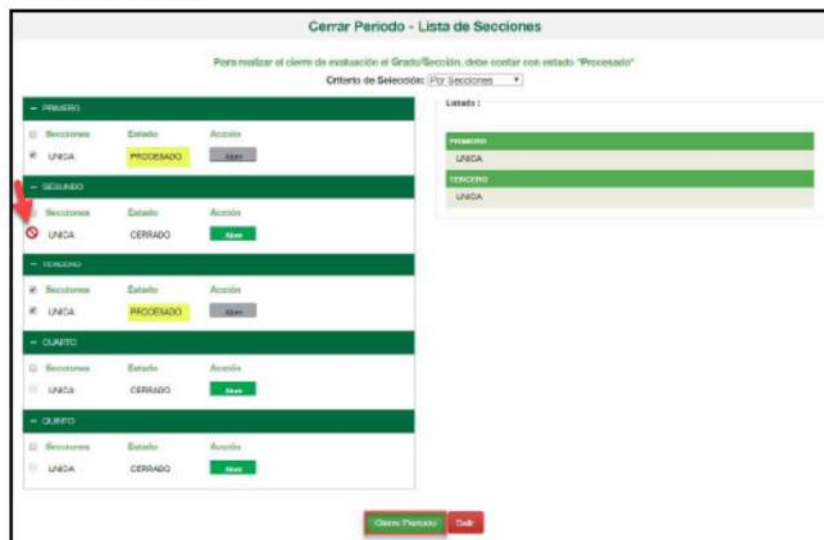 Cerrar Periodo - Lista de Secciones
Para realizar el cierre de evaluación el Grado/Sección, debe contar con estado "Procesado"
Criterio de Selección: Por Secciones
− PRIMERO
Secciones Estado Acción
UNICA PROCESADO Abrir
− SEGUNDO
Secciones Estado Acción
UNICA CERRADO Abrir
− TERCERO
Secciones Estado Acción
UNICA PROCESADO Abrir
− CUARTO
Secciones Estado Acción
UNICA CERRADO Abrir
− QUINTO
Secciones Estado Acción
UNICA CERRADO Abrir
Listado :
PRIMERO
UNICA
TERCERO
UNICA
Cierre Periodo Salir